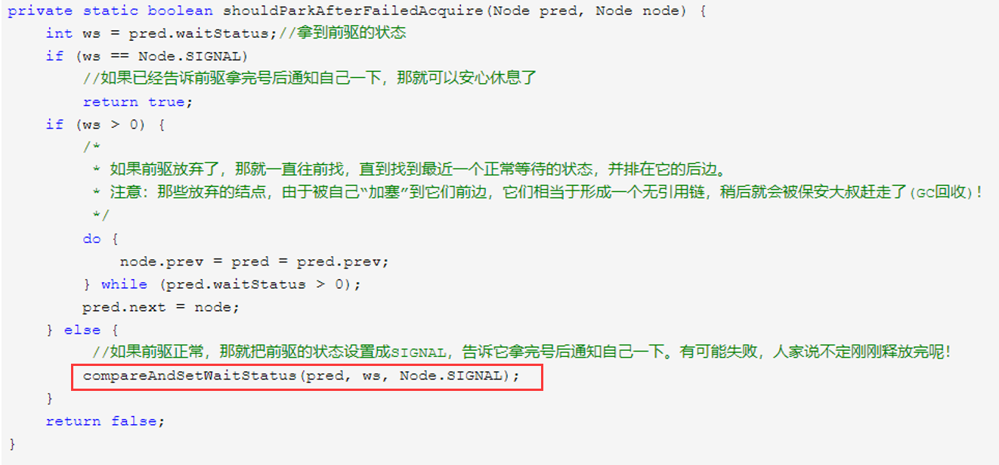 private static boolean shouldParkAfterFailedAcquire(Node pred, Node node) {
    int ws = pred.waitStatus;//拿到前驱的状态
    if (ws == Node.SIGNAL)
        //如果已经告诉前驱拿完号后通知自己一下，那就可以安心休息了
        return true;
    if (ws > 0) {
        /*
         * 如果前驱放弃了，那就一直往前找，直到找到最近一个正常等待的状态，并排在它的后边。
         * 注意：那些放弃的结点，由于被自己“加塞”到它们前边，它们相当于形成一个无引用链，稍后就会被保安大叔赶走了(GC回收)！
         */
        do {
            node.prev = pred = pred.prev;
        } while (pred.waitStatus > 0);
        pred.next = node;
    } else {
         //如果前驱正常，那就把前驱的状态设置成SIGNAL，告诉它拿完号后通知自己一下。有可能失败，人家说不定刚刚释放完呢！
        compareAndSetWaitStatus(pred, ws, Node.SIGNAL);
    }
    return false;
}